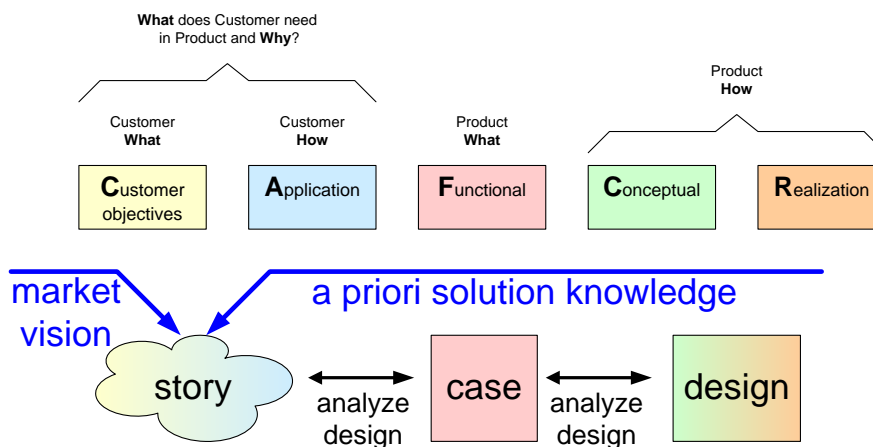 What does Customer need
in Product and Why?
Product
How
Customer
What
Customer
How
Product
What
Customer
objectives
Application
Functional
Conceptual
Realization
market
vision
a priori solution knowledge
story
analyze
design
case
analyze
design
design